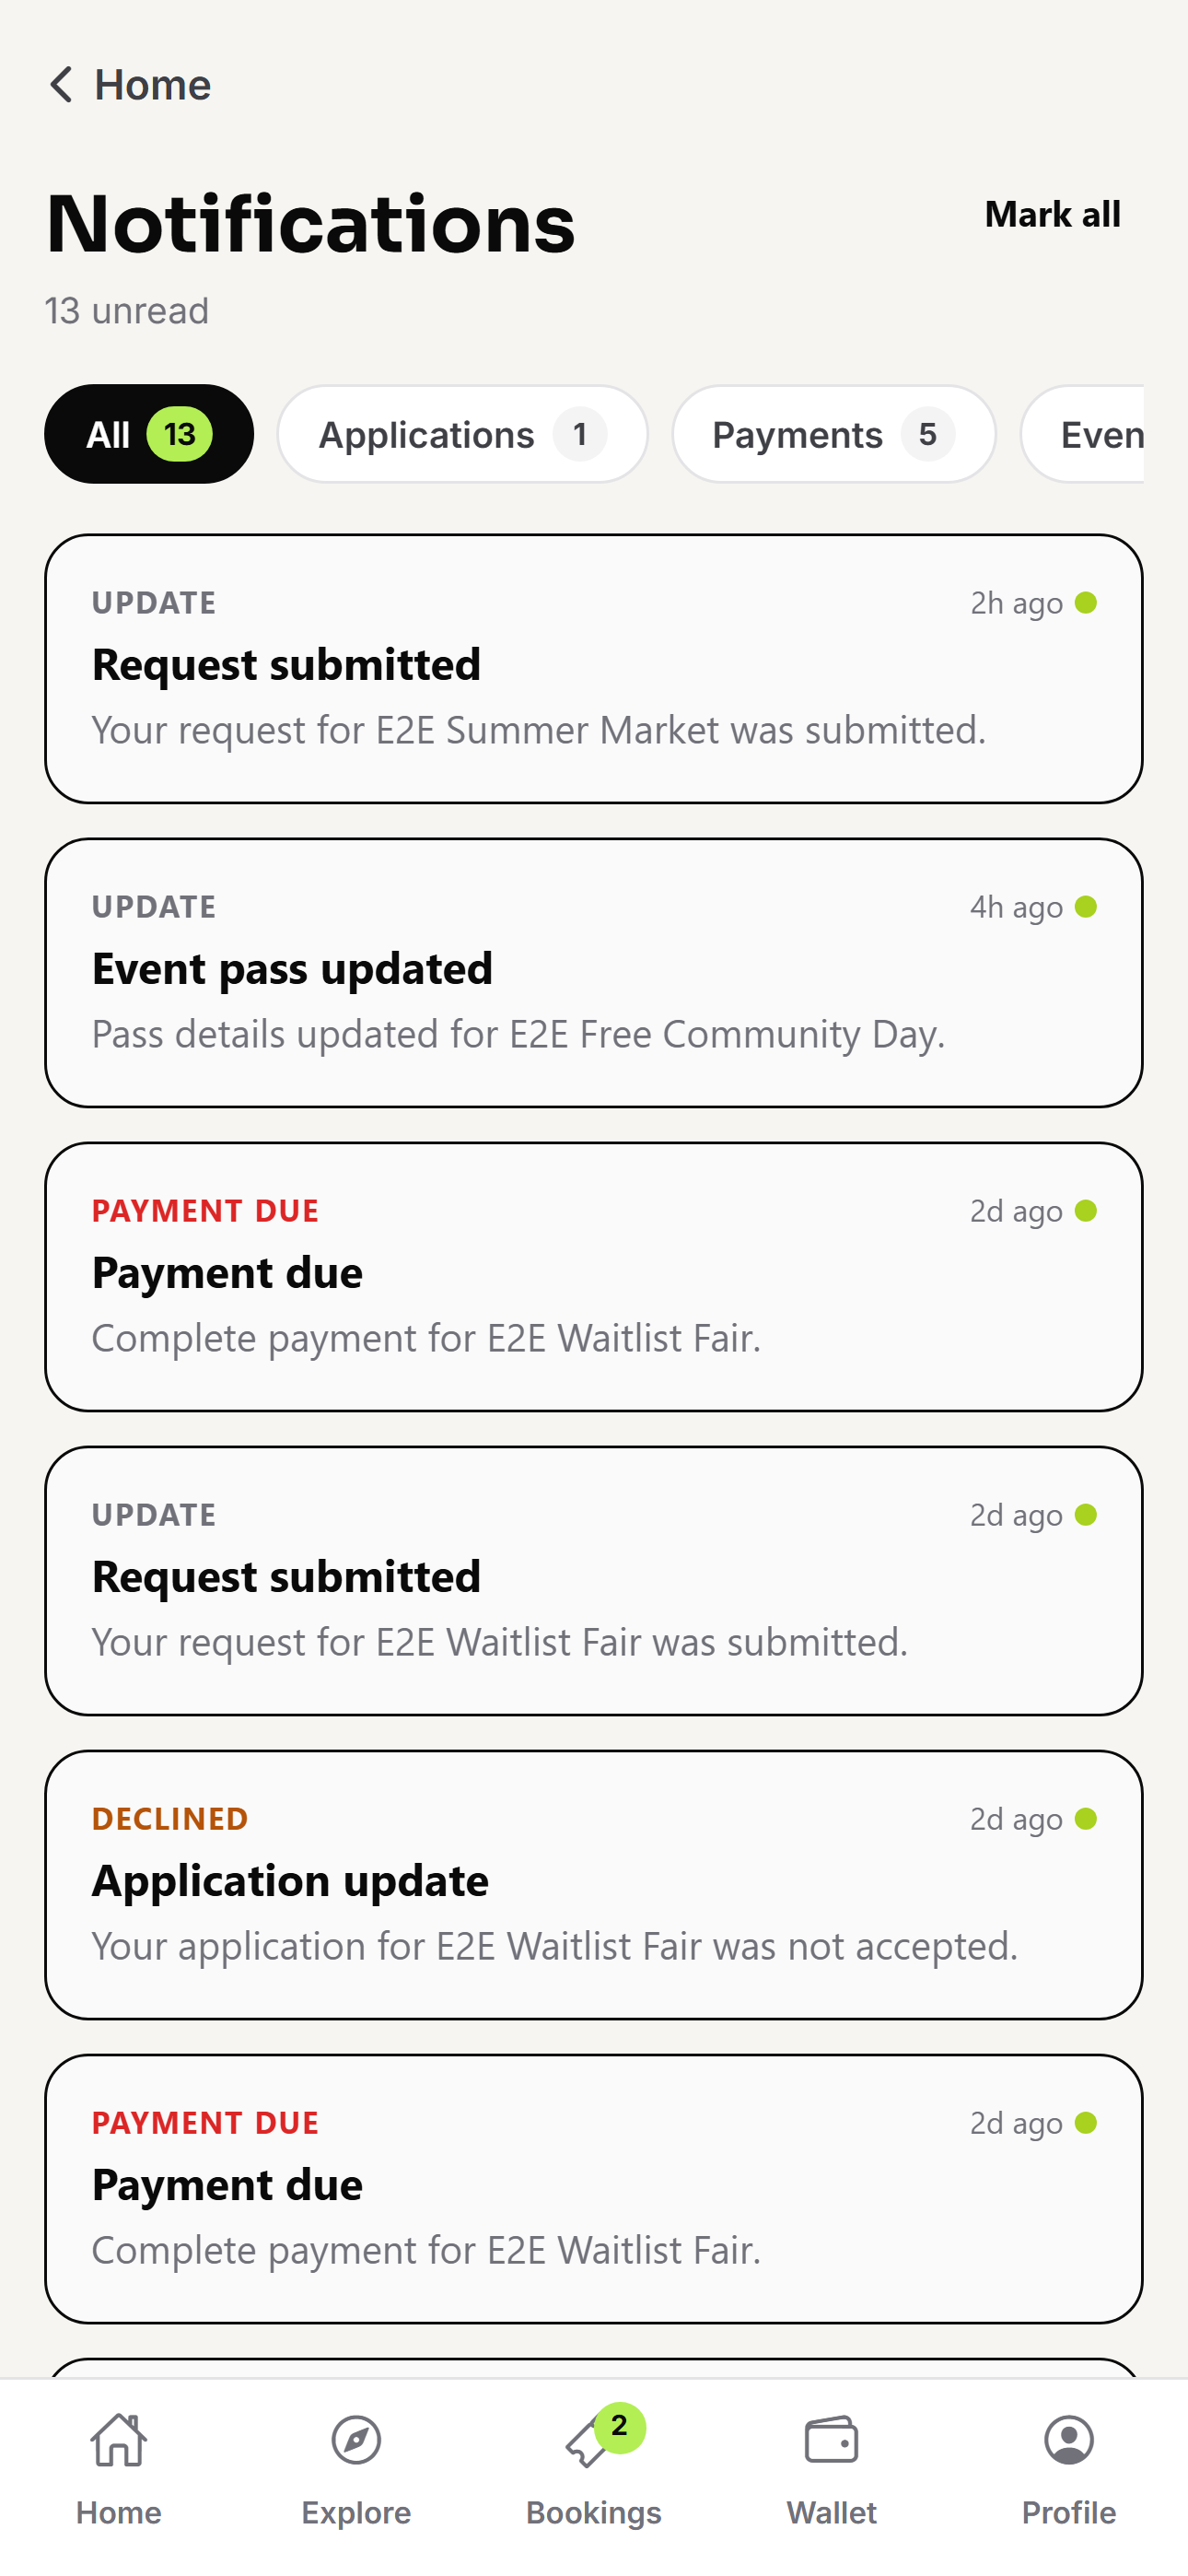 Home
Notifications
Mark all
13 unread
All 13
Applications 1
Payments 5
Even
UPDATE
2h ago
Request submitted
Your request for E2E Summer Market was submitted.
UPDATE
4h ago
Event pass updated
Pass details updated for E2E Free Community Day.
PAYMENT DUE
2d ago
Payment due
Complete payment for E2E Waitlist Fair.
UPDATE
2d ago
Request submitted
Your request for E2E Waitlist Fair was submitted.
DECLINED
2d ago
Application update
Your application for E2E Waitlist Fair was not accepted.
PAYMENT DUE
2d ago
Payment due
Complete payment for E2E Waitlist Fair.
2
Home
Explore
Bookings
Wallet
Profile